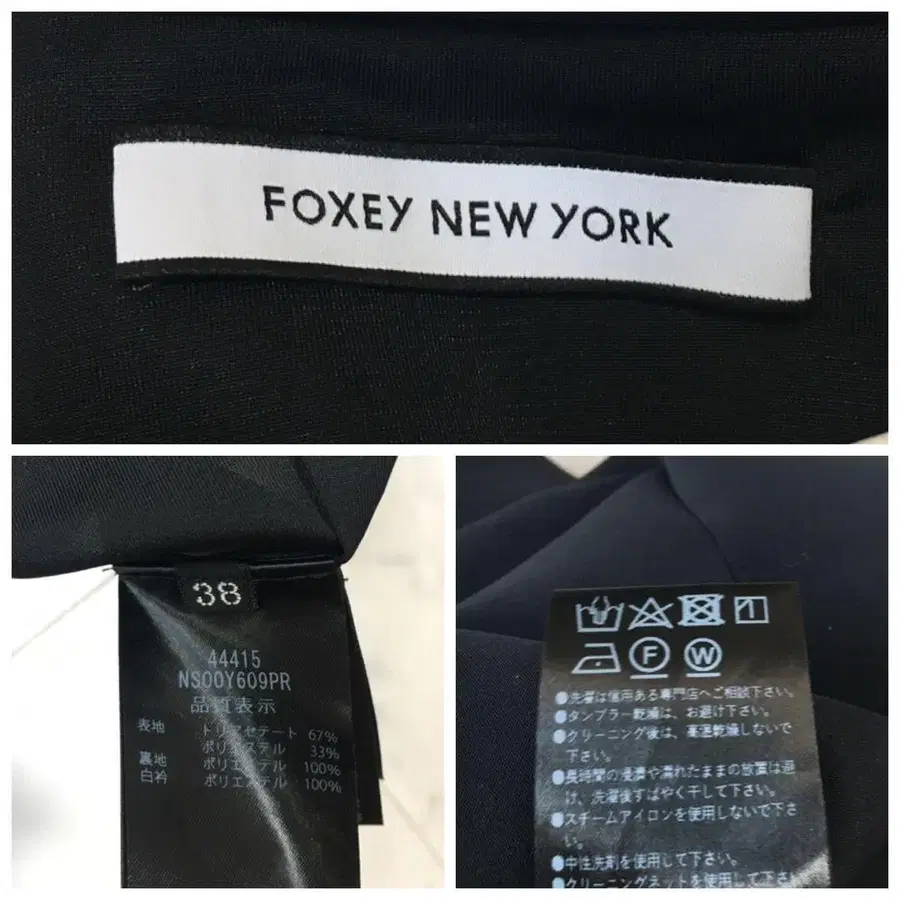 FOXEY NEW YORK
38
44415
NS00Y609PR
品質表示
表地 トリアセテート 67%
ポリエステル 33%
裏地 ポリエステル 100%
白衿 ポリエステル 100%
F W
●洗濯は信用ある専門店へご相談下さい。
●タンブラー乾燥は、お避け下さい。
●クリーニング後は、高温乾燥しないで
下さい。
●長時間の浸漬や濡れたままの放置は避
け、洗濯後すばやく干して下さい。
●スチームアイロンを使用しないで下さ
い。
●中性洗剤を使用して下さい。
●クリーニングネットを使用して下さい